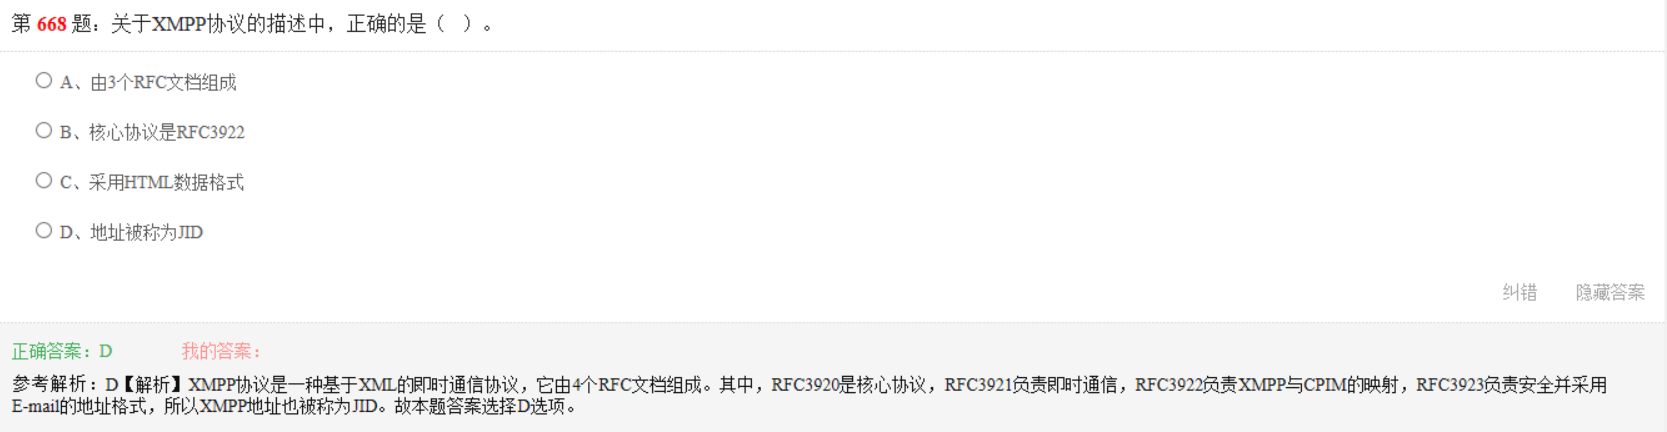 第 668 题：关于XMPP协议的描述中，正确的是（ ）。
A、由3个RFC文档组成
B、核心协议是RFC3922
C、采用HTML数据格式
D、地址被称为JID
纠错 隐藏答案
正确答案：D 我的答案：
参考解析：D【解析】XMPP协议是一种基于XML的即时通信协议，它由4个RFC文档组成。其中，RFC3920是核心协议，RFC3921负责即时通信，RFC3922负责XMPP与CPIM的映射，RFC3923负责安全并采用
E-mail的地址格式，所以XMPP地址也被称为JID。故本题答案选择D选项。